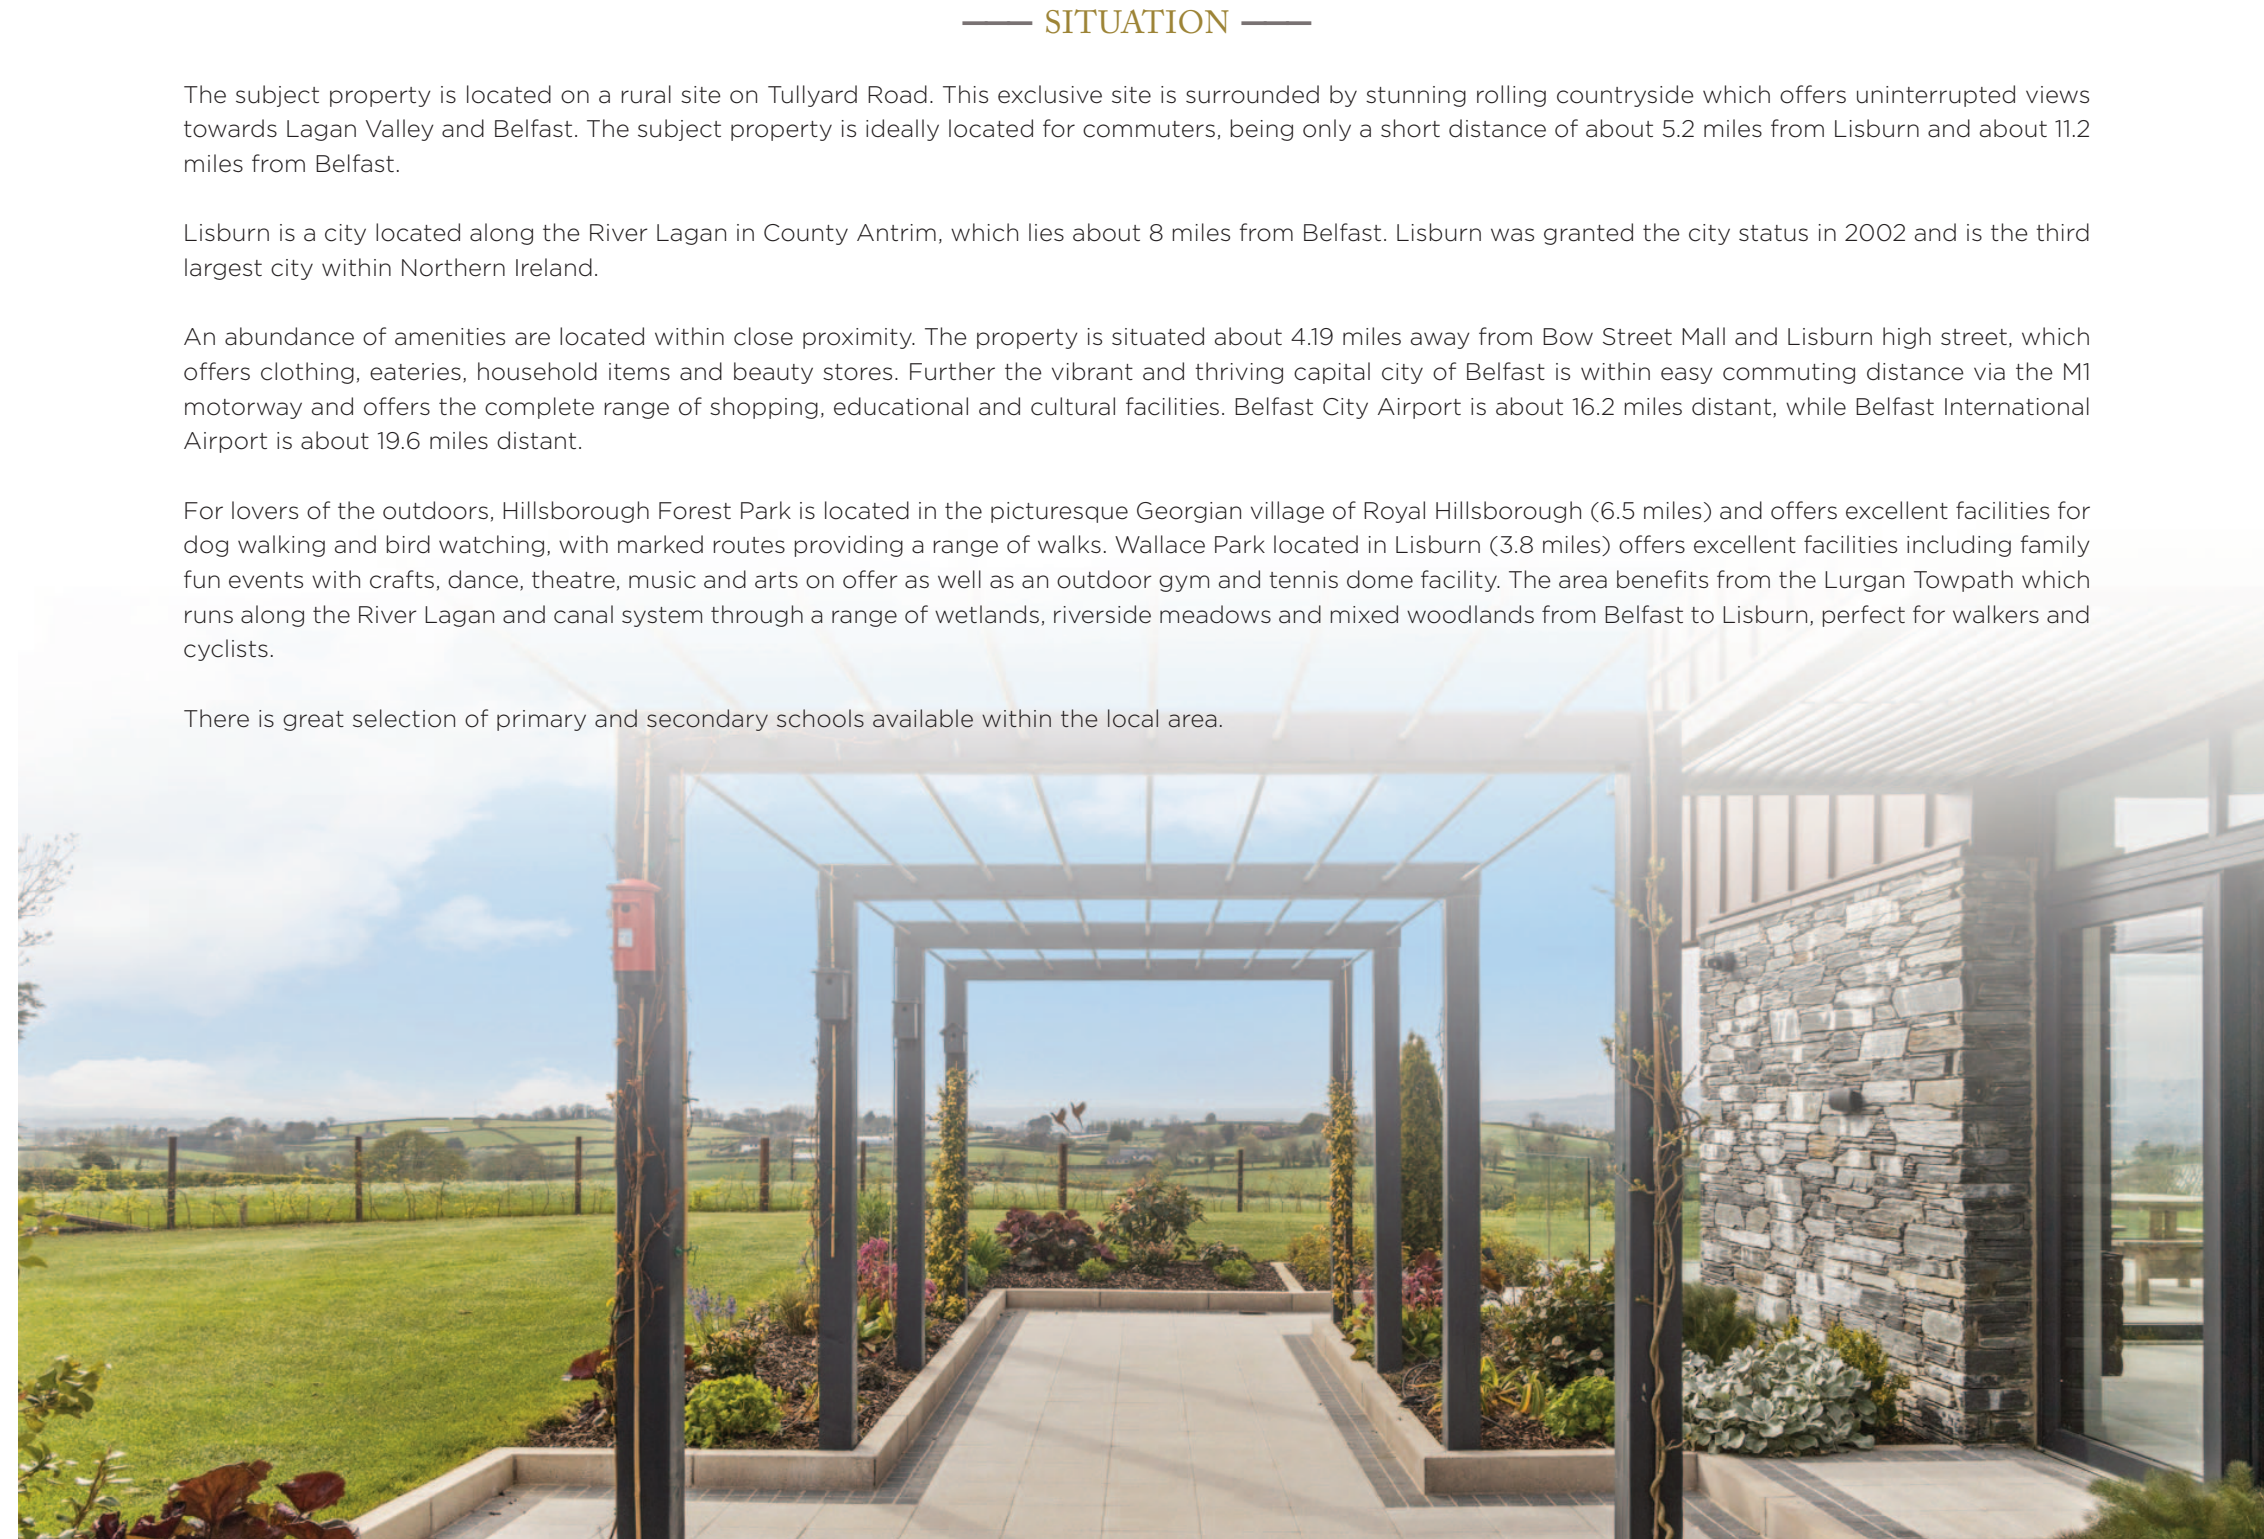 SITUATION
The subject property is located on a rural site on Tullyard Road. This exclusive site is surrounded by stunning rolling countryside which offers uninterrupted views
towards Lagan Valley and Belfast. The subject property is ideally located for commuters, being only a short distance of about 5.2 miles from Lisburn and about 11.2
miles from Belfast.
Lisburn is a city located along the River Lagan in County Antrim, which lies about 8 miles from Belfast. Lisburn was granted the city status in 2002 and is the third
largest city within Northern Ireland.
An abundance of amenities are located within close proximity. The property is situated about 4.19 miles away from Bow Street Mall and Lisburn high street, which
offers clothing, eateries, household items and beauty stores. Further the vibrant and thriving capital city of Belfast is within easy commuting distance via the M1
motorway and offers the complete range of shopping, educational and cultural facilities. Belfast City Airport is about 16.2 miles distant, while Belfast International
Airport is about 19.6 miles distant.
For lovers of the outdoors, Hillsborough Forest Park is located in the picturesque Georgian village of Royal Hillsborough (6.5 miles) and offers excellent facilities for
dog walking and bird watching, with marked routes providing a range of walks. Wallace Park located in Lisburn (3.8 miles) offers excellent facilities including family
fun events with crafts, dance, theatre, music and arts on offer as well as an outdoor gym and tennis dome facility. The area benefits from the Lurgan Towpath which
runs along the River Lagan and canal system through a range of wetlands, riverside meadows and mixed woodlands from Belfast to Lisburn, perfect for walkers and
cyclists.
There is great selection of primary and secondary schools available within the local area.